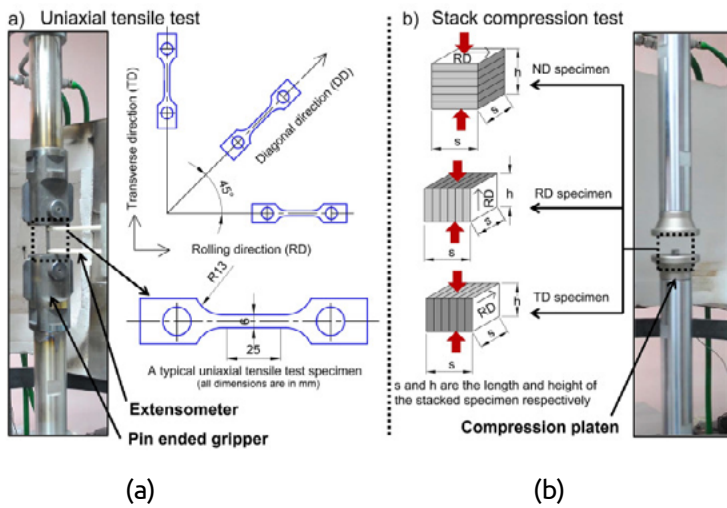 a) Uniaxial tensile test
Transverse direction (TD)
Diagonal direction (DD)
45°
Rolling direction (RD)
R13
6
25
A typical uniaxial tensile test specimen
(all dimensions are in mm)
Extensometer
Pin ended gripper
(a)
b) Stack compression test
RD
h
s
s
ND specimen
RD
h
s
s
RD specimen
RD
h
s
s
TD specimen
s and h are the length and height of
the stacked specimen respectively
Compression platen
(b)